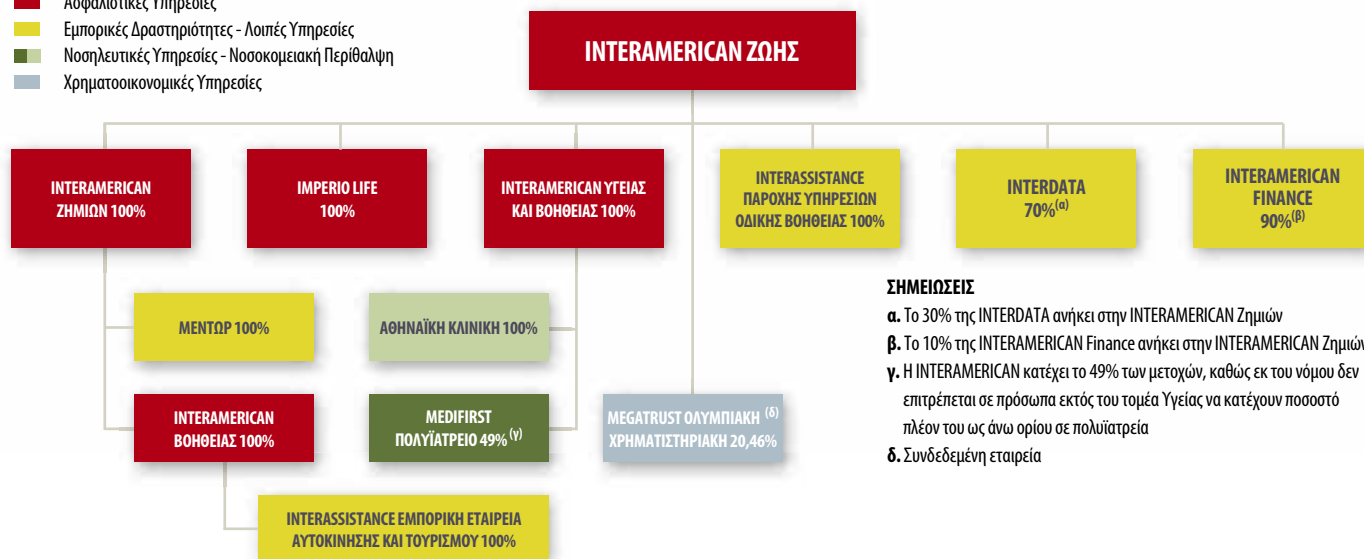 Ασφαλιστικές Υπηρεσίες
Εμπορικές Δραστηριότητες - Λοιπές Υπηρεσίες
Νοσηλευτικές Υπηρεσίες - Νοσοκομειακή Περίθαλψη
Χρηματοοικονομικές Υπηρεσίες
INTERAMERICAN ΖΩΗΣ
INTERAMERICAN
ΖΗΜΙΩΝ 100%
IMPERIO LIFE
100%
INTERAMERICAN ΥΓΕΙΑΣ
ΚΑΙ ΒΟΗΘΕΙΑΣ 100%
INTERASSISTANCE
ΠΑΡΟΧΗΣ ΥΠΗΡΕΣΙΩΝ
ΟΔΙΚΗΣ ΒΟΗΘΕΙΑΣ 100%
INTERDATA
70%(α)
INTERAMERICAN
FINANCE
90%(β)
ΜΕΝΤΩΡ 100%
ΑΘΗΝΑΪΚΗ ΚΛΙΝΙΚΗ 100%
INTERAMERICAN
ΒΟΗΘΕΙΑΣ 100%
MEDIFIRST
ΠΟΛΥΪΑΤΡΕΙΟ 49% (γ)
MEGATRUST ΟΛΥΜΠΙΑΚΗ (δ)
ΧΡΗΜΑΤΙΣΤΗΡΙΑΚΗ 20,46%
INTERASSISTANCE ΕΜΠΟΡΙΚΗ ΕΤΑΙΡΕΙΑ
ΑΥΤΟΚΙΝΗΣΗΣ ΚΑΙ ΤΟΥΡΙΣΜΟΥ 100%
ΣΗΜΕΙΩΣΕΙΣ
α. Το 30% της INTERDATA ανήκει στην INTERAMERICAN Ζημιών
β. Το 10% της INTERAMERICAN Finance ανήκει στην INTERAMERICAN Ζημιών
γ. Η INTERAMERICAN κατέχει το 49% των μετοχών, καθώς εκ του νόμου δεν
επιτρέπεται σε πρόσωπα εκτός του τομέα Υγείας να κατέχουν ποσοστό
πλέον του ως άνω ορίου σε πολυϊατρεία
δ. Συνδεδεμένη εταιρεία